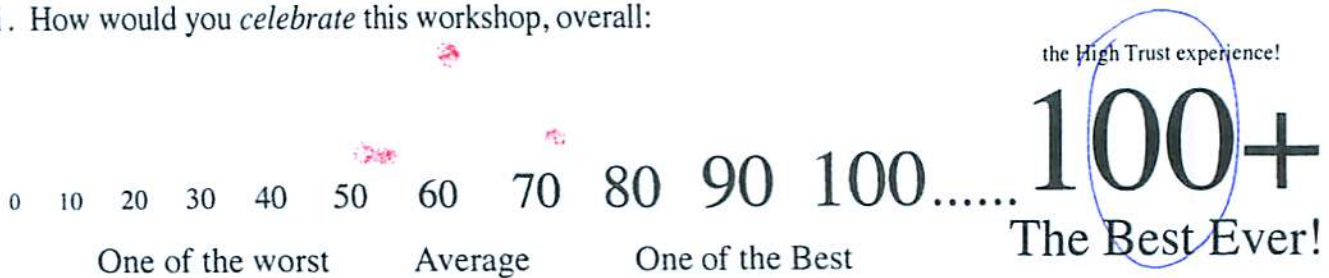 . How would you celebrate this workshop, overall:
the High Trust experience!
0 10 20 30 40 50 60 70 80 90 100...... 100+
One of the worst Average One of the Best The Best Ever!